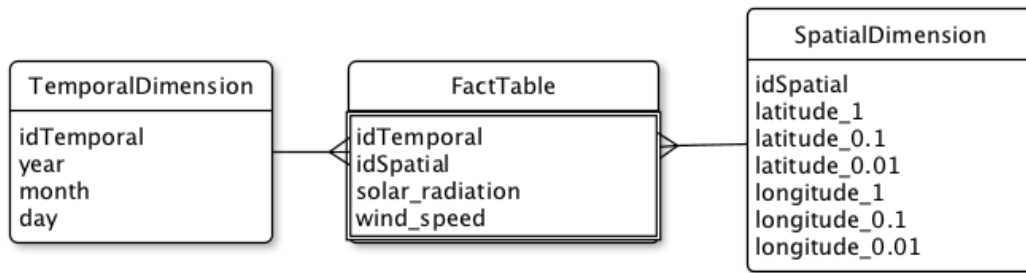 TemporalDimension
idTemporal
year
month
day
FactTable
idTemporal
idSpatial
solar_radiation
wind_speed
SpatialDimension
idSpatial
latitude_1
latitude_0.1
latitude_0.01
longitude_1
longitude_0.1
longitude_0.01